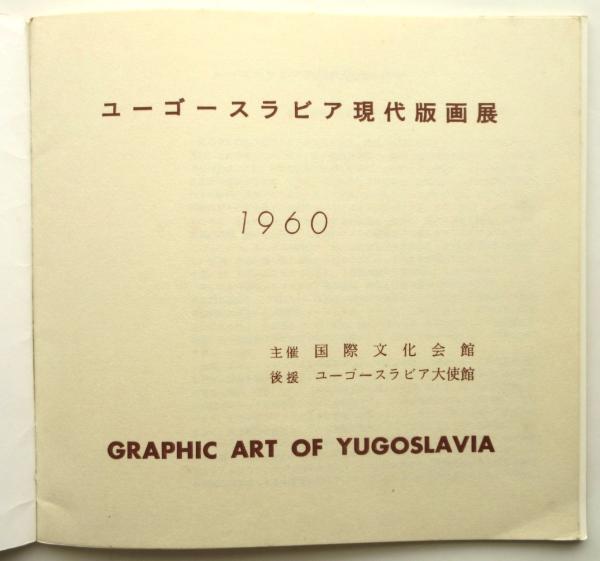 ユーゴースラビア現代版画展
1960
主催 国際文化会館
後援 ユーゴースラビア大使館
GRAPHIC ART OF YUGOSLAVIA